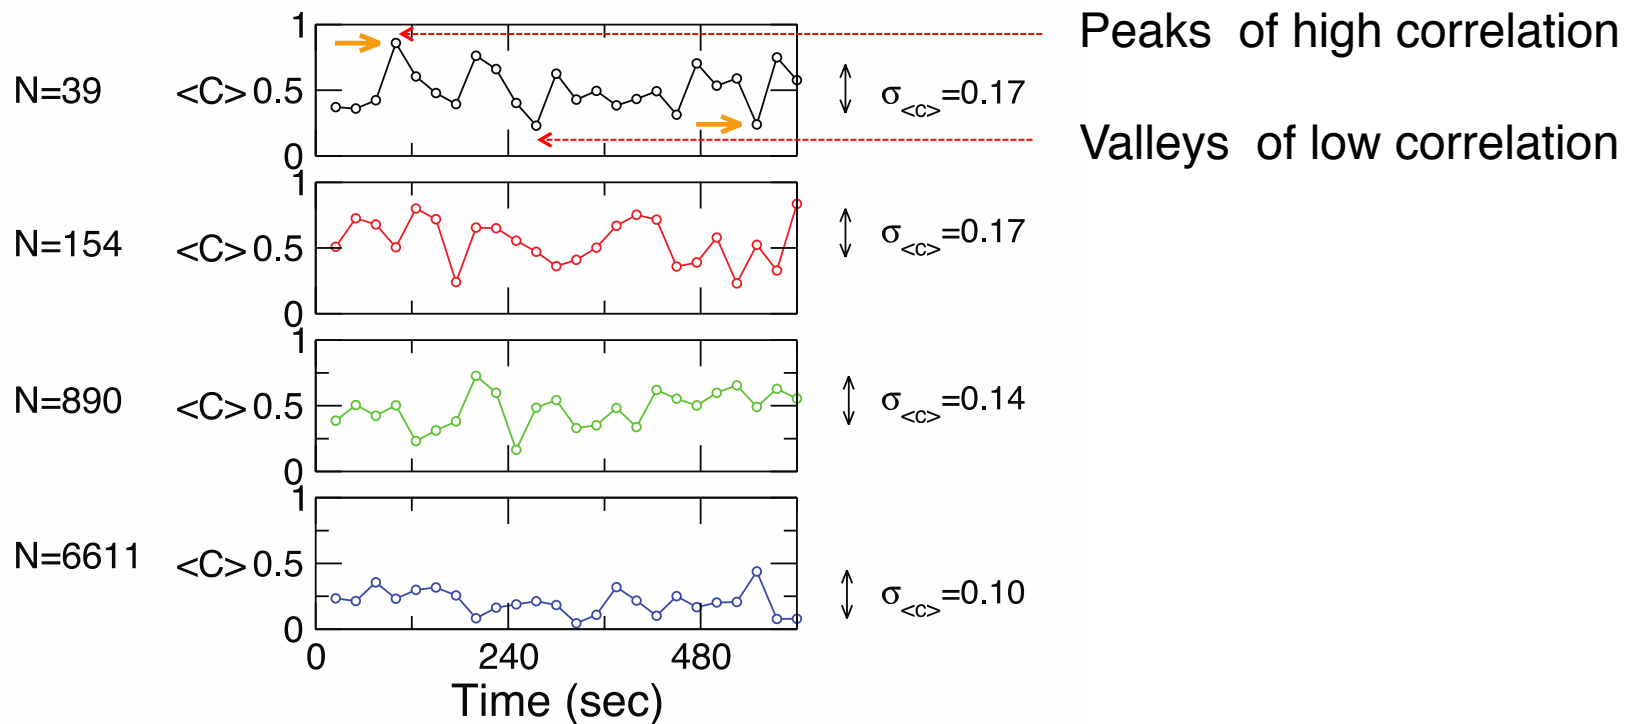 1
Peaks of high correlation
N=39 <C> 0.5 σ<c>=0.17
0
Valleys of low correlation
1
N=154 <C> 0.5 σ<c>=0.17
0
1
N=890 <C> 0.5 σ<c>=0.14
0
1
N=6611 <C> 0.5 σ<c>=0.10
0
0 240 480
Time (sec)